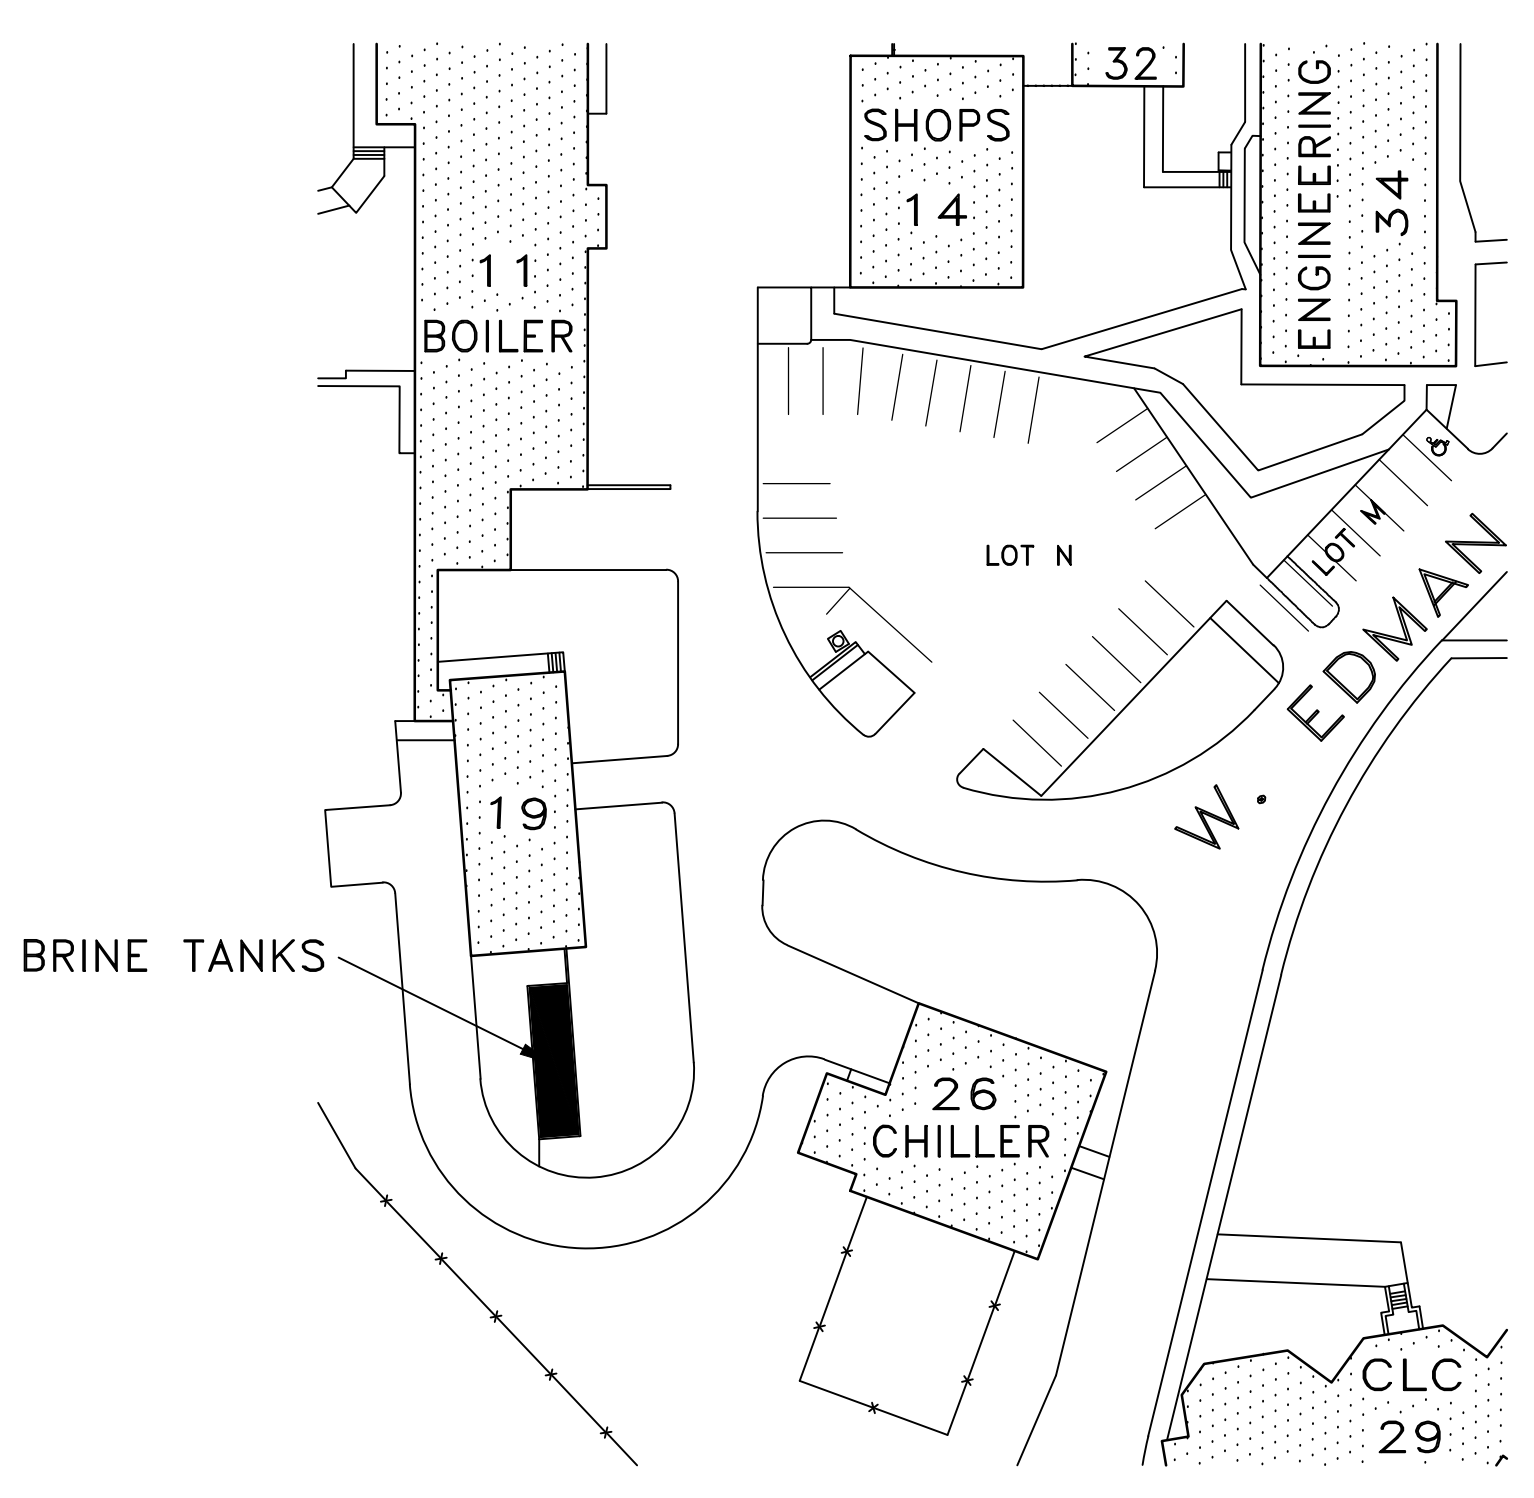 32
SHOPS
14
ENGINEERING
34
11
BOILER
LOT N
LOT M
W. EDMAN
19
BRINE TANKS
26
CHILLER
CLC
29